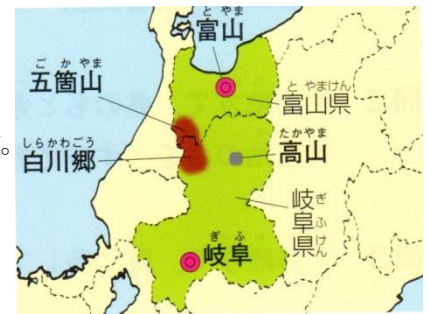 とやま
富山
ごかやま
五箇山
とやまけん
富山県
しらかわごう
白川郷
たかやま
高山
岐阜県
ぎふけん
ぎふ
岐阜
。